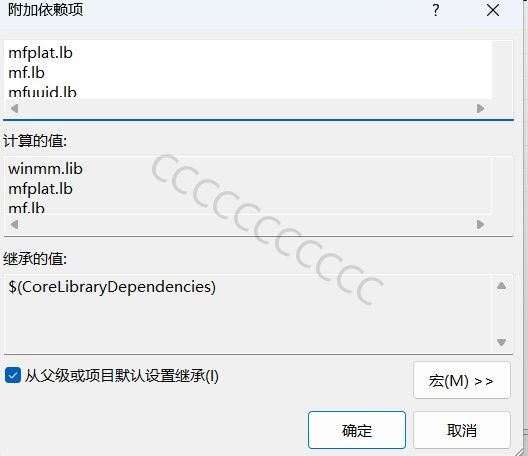 附加依赖项
?
mfplat.lb
mf.lb
mfuuid.lb
计算的值:
winmm.lib
mfplat.lb
mf.lb
继承的值:
$(CoreLibraryDependencies)
从父级或项目默认设置继承(I)
宏(M) >>
确定
取消
CCCCCCCCCCCC